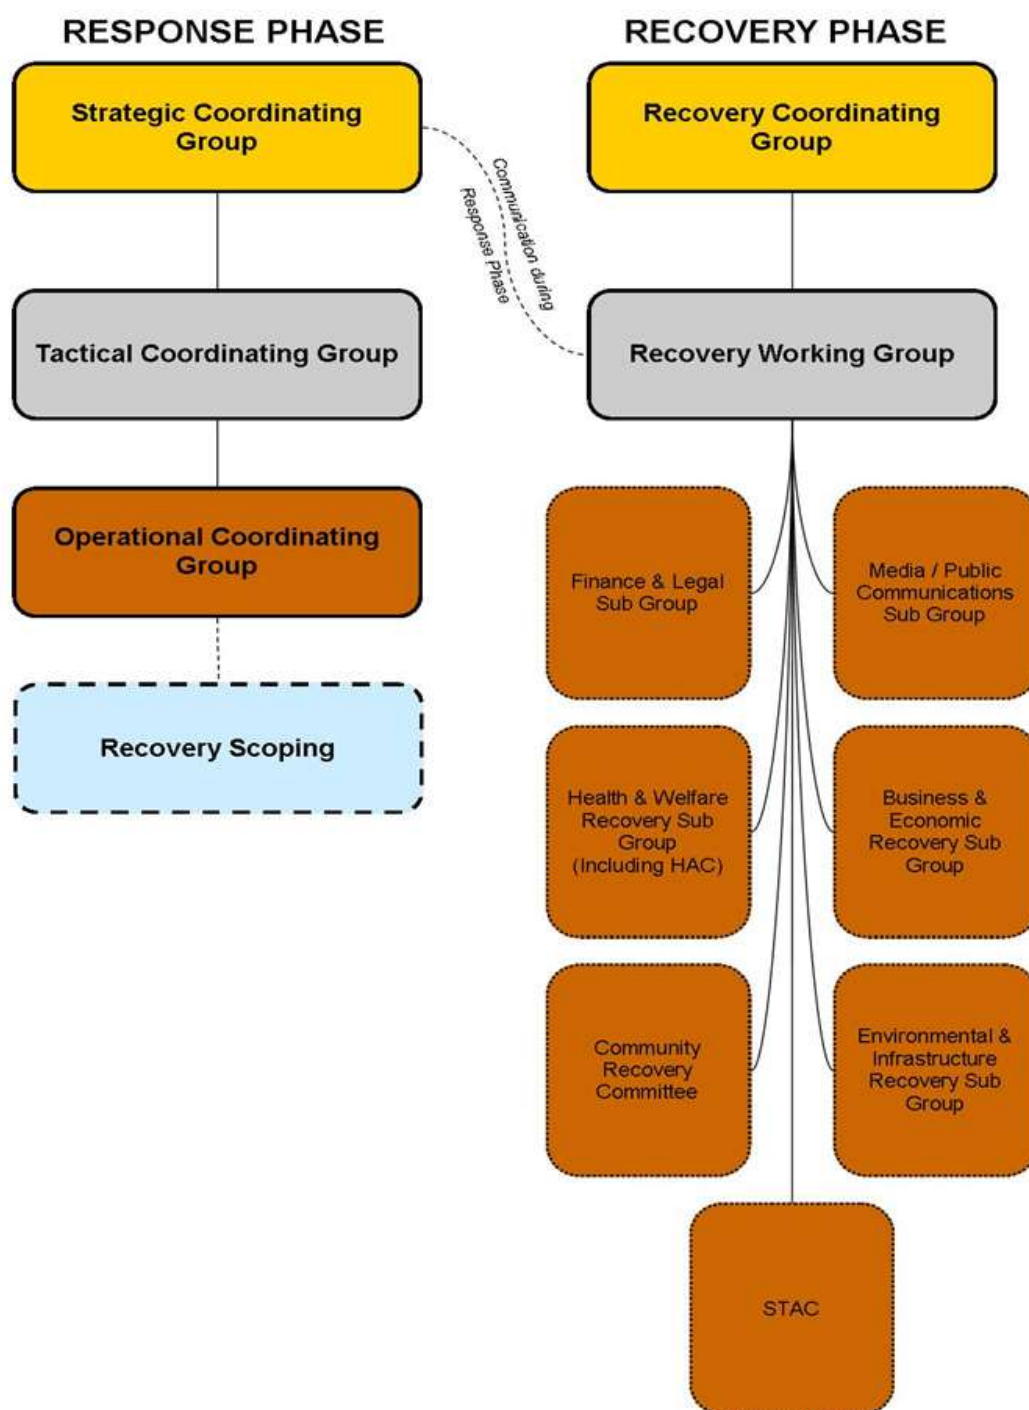 RESPONSE PHASE
Strategic Coordinating
Group
Tactical Coordinating Group
Operational Coordinating
Group
Recovery Scoping
Communication during
Response Phase
RECOVERY PHASE
Recovery Coordinating
Group
Recovery Working Group
Finance & Legal
Sub Group
Media / Public
Communications
Sub Group
Health & Welfare
Recovery Sub
Group
(Including HAC)
Business &
Economic
Recovery Sub
Group
Community
Recovery
Committee
Environmental &
Infrastructure
Recovery Sub
Group
STAC